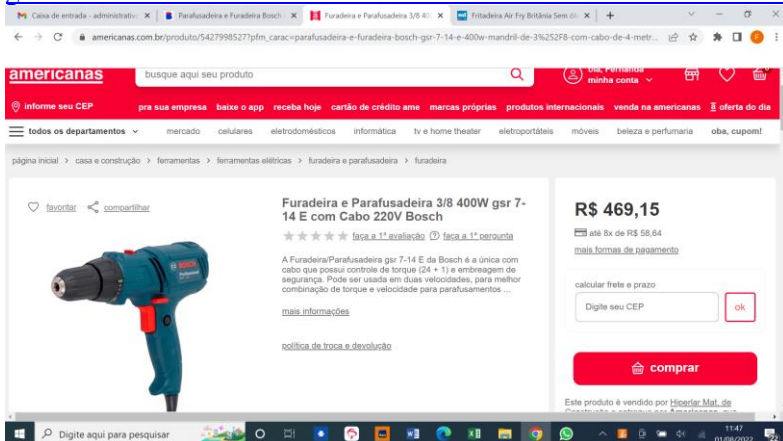 Caixa de entrada - administrativ
Parafusadeira e Furadeira Bosch
Furadeira e Parafusadeira 3/8 40
Fritadeira Air Fry Britânia Sem
americanas.com.br/produto/5427998527?pfm_carac=parafusadeira-e-furadeira-bosch-gsr-7-14-e-400w-mandril-de-3%252F8-com-cabo-de-4-metr...
americanas
busque aqui seu produto
olá, Fernanda
minha conta
informe seu CEP
pra sua empresa baixe o app receba hoje cartão de crédito ame marcas próprias produtos internacionais venda na americanas oferta do dia
todos os departamentos mercado celulares eletrodomésticos informática tv e home theater eletroportáteis móveis beleza e perfumaria oba, cupom!
página inicial > casa e construção > ferramentas > ferramentas elétricas > furadeira e parafusadeira > furadeira
favoritar compartilhar
Furadeira e Parafusadeira 3/8 400W gsr 7-
14 E com Cabo 220V Bosch
faça a 1ª avaliação faça a 1ª pergunta
A Furadeira/Parafusadeira gsr 7-14 E da Bosch é a única com
cabo que possui controle de torque (24 + 1) e embreagem de
segurança. Pode ser usada em duas velocidades, para melhor
combinação de torque e velocidade para parafusamentos ...
mais informações
política de troca e devolução
BOSCH
R$ 469,15
até 8x de R$ 58,64
mais formas de pagamento
calcular frete e prazo
Digite seu CEP
ok
comprar
Este produto é vendido por Hiperlar Mat. de
Digite aqui para pesquisar
11:47
01/08/2022